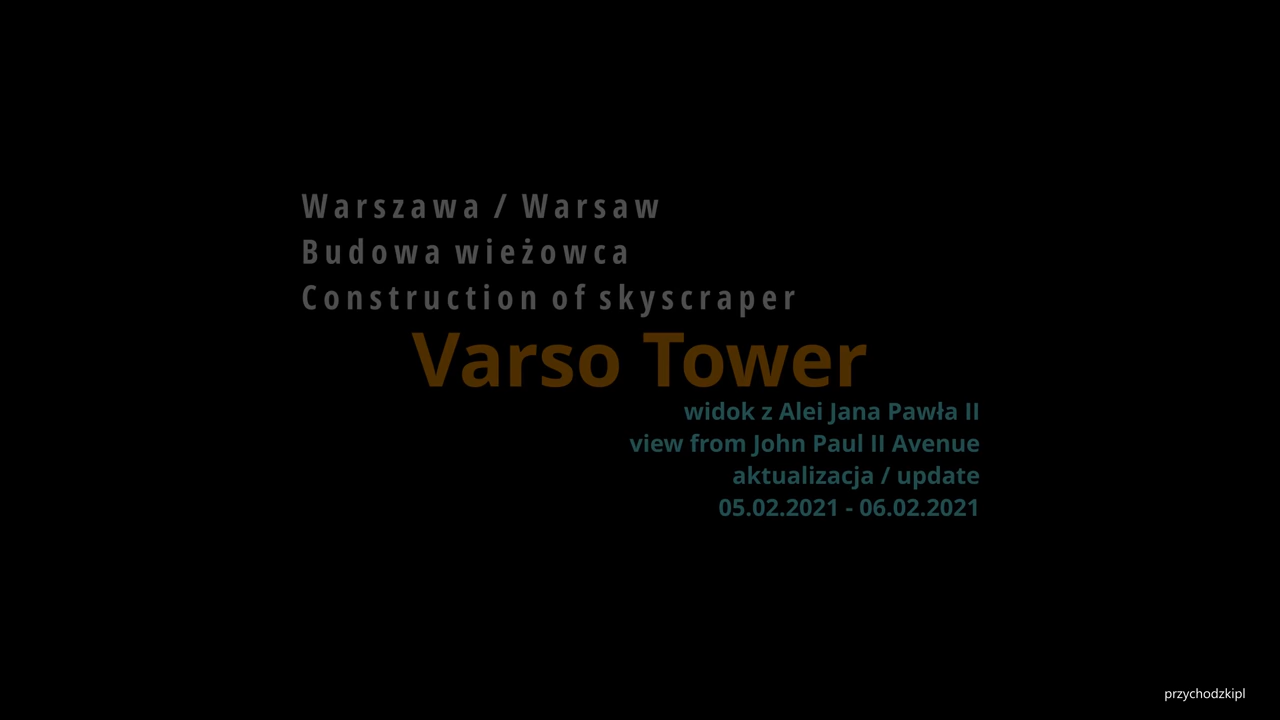 Warszawa / Warsaw
Budowa wieżowca
Construction of skyscraper
Varso Tower
widok z Alei Jana Pawła II
view from John Paul II Avenue
aktualizacja / update
05.02.2021 - 06.02.2021
przychodzkipl